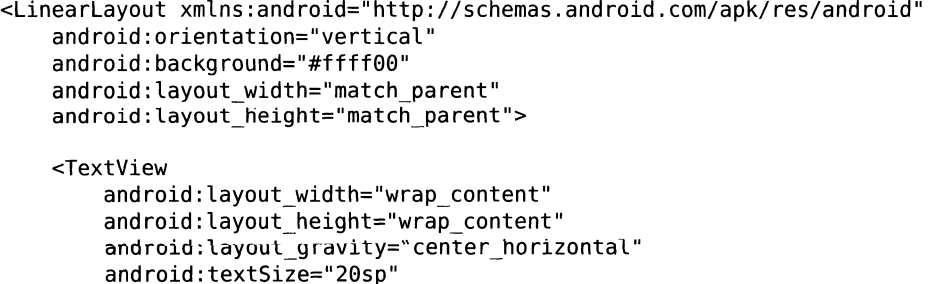 <LinearLayout xmlns:android="http://schemas.android.com/apk/res/android"
    android:orientation="vertical"
    android:background="#ffff00"
    android:layout_width="match_parent"
    android:layout_height="match_parent">

    <TextView
        android:layout_width="wrap_content"
        android:layout_height="wrap_content"
        android:layout_gravity="center_horizontal"
        android:textSize="20sp"